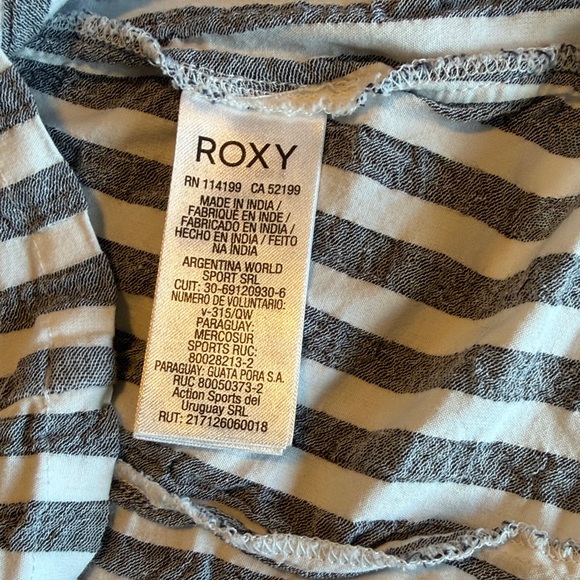 ROXY
RN 114199 CA 52199
MADE IN INDIA /
FABRIQUÉ EN INDE /
FABRICADO EN INDIA /
HECHO EN INDIA / FEITO
NA INDIA
ARGENTINA WORLD
SPORT SRL
CUIT: 30-69120930-6
NUMERO DE VOLUNTARIO:
v-315/QW
PARAGUAY:
MERCOSUR
SPORTS RUC:
80028213-2
PARAGUAY: GUATA PORA S.A.
RUC 80050373-2
Action Sports del
Uruguay SRL
RUT: 217126060018